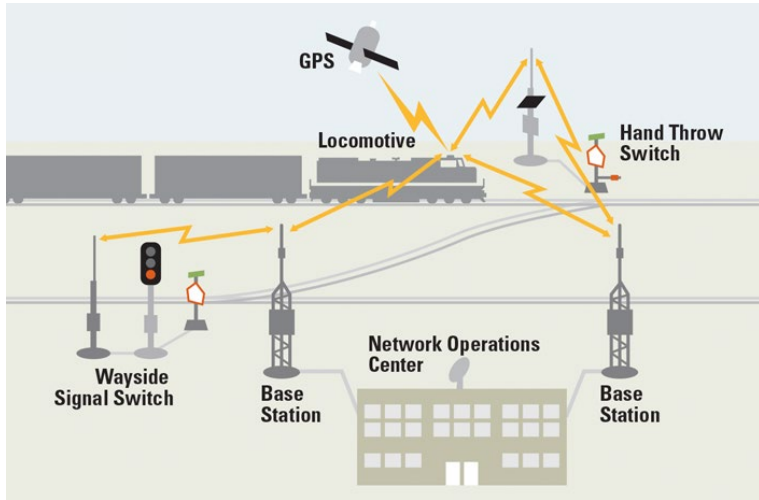 GPS
Locomotive
Hand Throw
Switch
Network Operations
Center
Wayside
Signal Switch
Base
Station
Base
Station